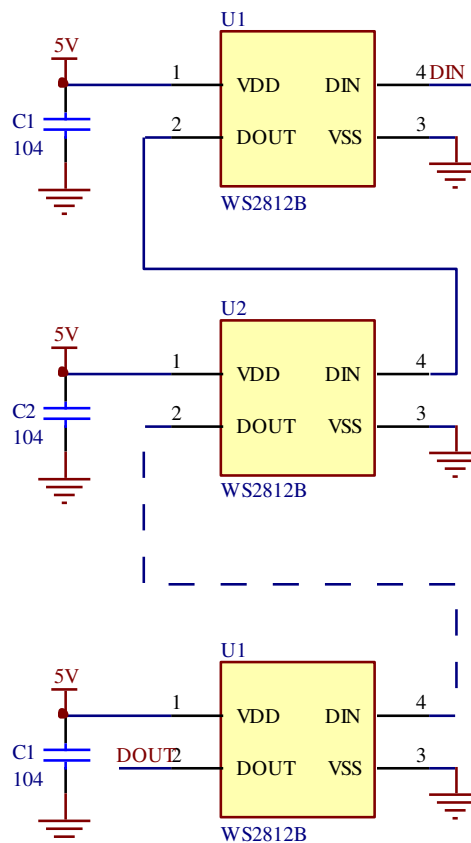 U1
5V
1 VDD DIN 4 DIN
C1
104
2 DOUT VSS 3
WS2812B
U2
5V
1 VDD DIN 4
C2
104
2 DOUT VSS 3
WS2812B
U1
5V
1 VDD DIN 4
C1
104
DOUT 2 DOUT VSS 3
WS2812B